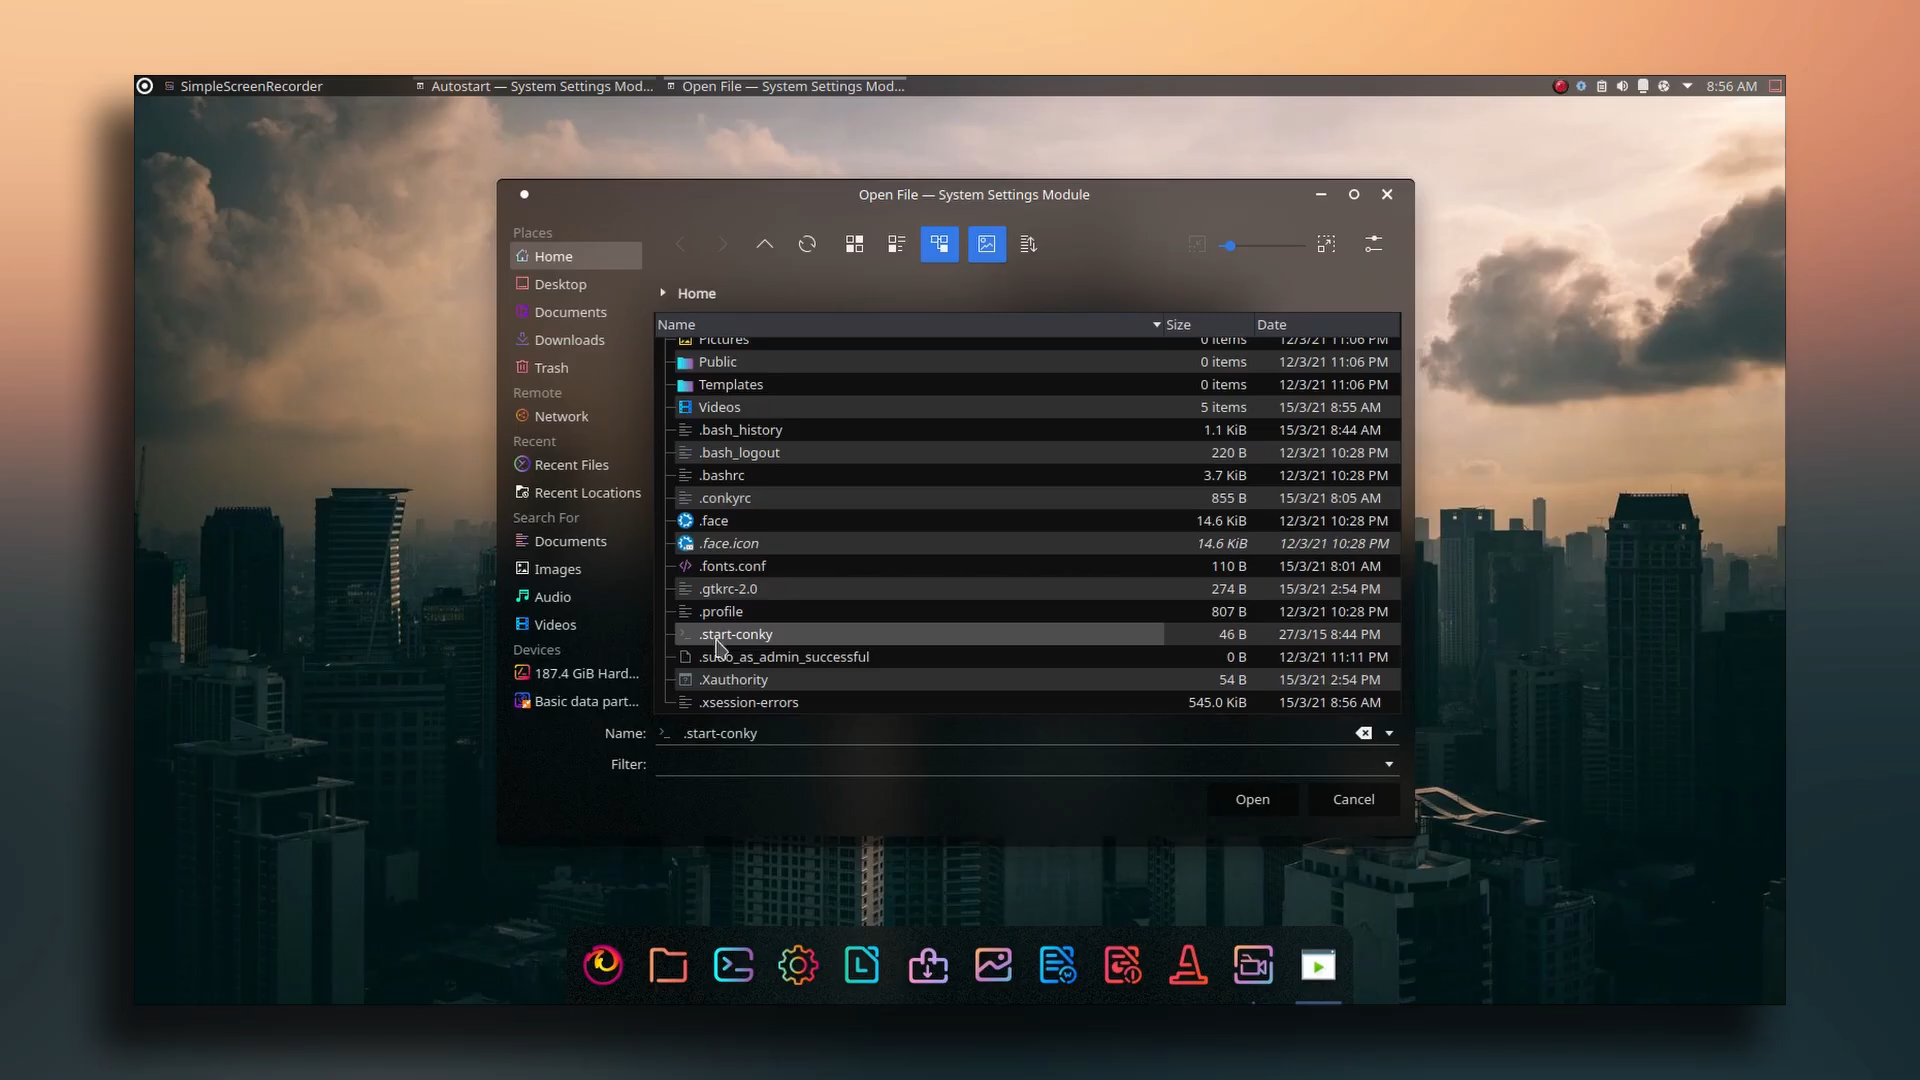 SimpleScreenRecorder
Autostart — System Settings Mod...
Open File — System Settings Mod...
8:56 AM
Open File — System Settings Module
Places
Home
Desktop
Documents
Downloads
Trash
Remote
Network
Recent
Recent Files
Recent Locations
Search For
Documents
Images
Audio
Videos
Devices
187.4 GiB Hard...
Basic data part...
Home
Name Size Date
Pictures 0 items 12/3/21 11:06 PM
Public 0 items 12/3/21 11:06 PM
Templates 0 items 12/3/21 11:06 PM
Videos 5 items 15/3/21 8:55 AM
.bash_history 1.1 KiB 15/3/21 8:44 AM
.bash_logout 220 B 12/3/21 10:28 PM
.bashrc 3.7 KiB 12/3/21 10:28 PM
.conkyrc 855 B 15/3/21 8:05 AM
.face 14.6 KiB 12/3/21 10:28 PM
.face.icon 14.6 KiB 12/3/21 10:28 PM
.fonts.conf 110 B 15/3/21 8:01 AM
.gtkrc-2.0 274 B 15/3/21 2:54 PM
.profile 807 B 12/3/21 10:28 PM
.start-conky 46 B 27/3/15 8:44 PM
.sudo_as_admin_successful 0 B 12/3/21 11:11 PM
.Xauthority 54 B 15/3/21 2:54 PM
.xsession-errors 545.0 KiB 15/3/21 8:56 AM
Name: .start-conky
Filter:
Open Cancel